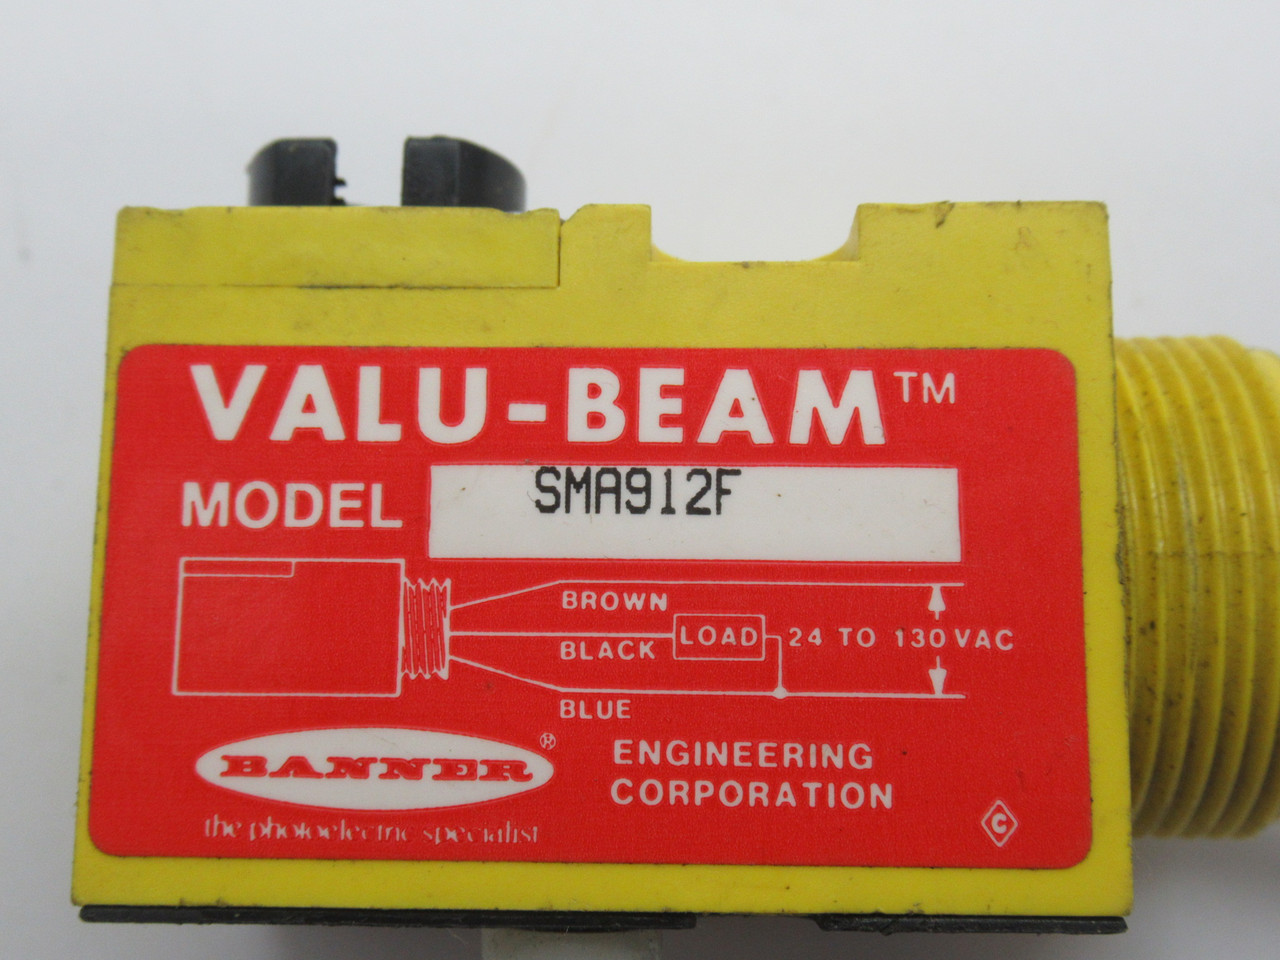 VALU-BEAM™
MODEL SMA912F
BROWN
BLACK LOAD 24 TO 130 VAC
BLUE
BANNER® ENGINEERING
CORPORATION
the photoelectric specialist
C